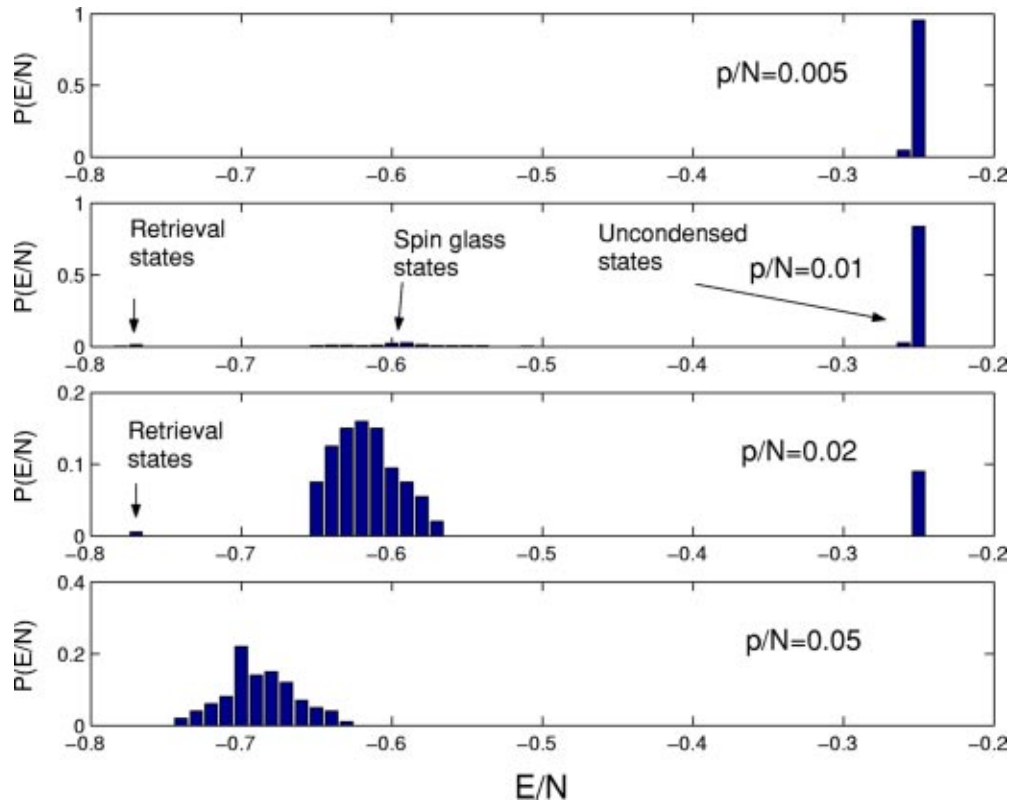 1
0.5
0
P(E/N)
p/N=0.005
−0.8 −0.7 −0.6 −0.5 −0.4 −0.3 −0.2
1
0.5
0
P(E/N)
Retrieval
states
Spin glass
states
Uncondensed
states
p/N=0.01
−0.8 −0.7 −0.6 −0.5 −0.4 −0.3 −0.2
0.2
0.1
0
P(E/N)
Retrieval
states
p/N=0.02
−0.8 −0.7 −0.6 −0.5 −0.4 −0.3 −0.2
0.4
0.2
0
P(E/N)
p/N=0.05
−0.8 −0.7 −0.6 −0.5 −0.4 −0.3 −0.2
E/N